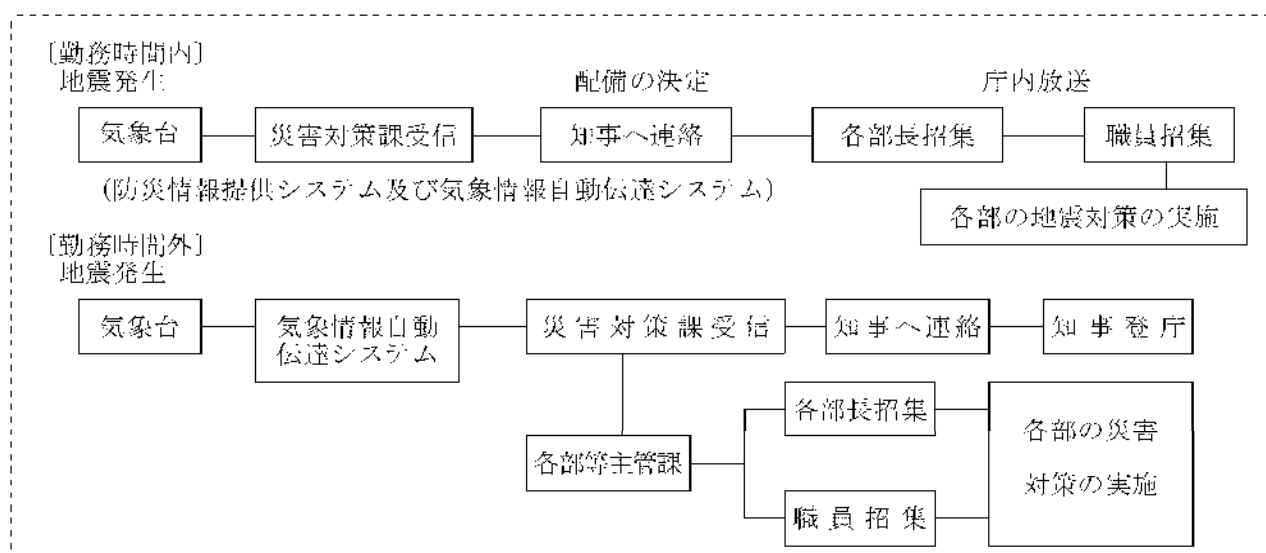 〔勤務時間内〕
地震発生
配備の決定
庁内放送
気象台
災害対策課受信
知事へ連絡
各部長招集
職員招集
(防災情報提供システム及び気象情報自動伝達システム)
各部の地震対策の実施
〔勤務時間外〕
地震発生
気象台
気象情報自動
伝達システム
災害対策課受信
知事へ連絡
知事登庁
各部長招集
各部等主管課
職員招集
各部の災害
対策の実施